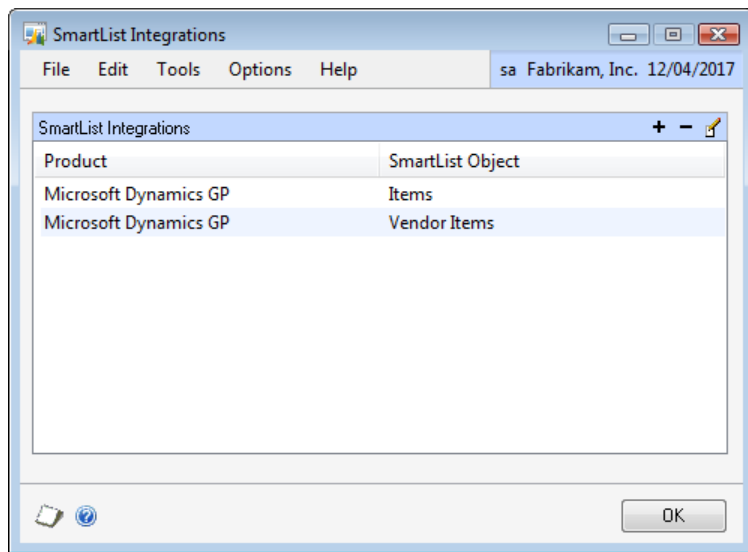 SmartList Integrations
File Edit Tools Options Help sa Fabrikam, Inc. 12/04/2017
SmartList Integrations
Product SmartList Object
Microsoft Dynamics GP Items
Microsoft Dynamics GP Vendor Items
OK